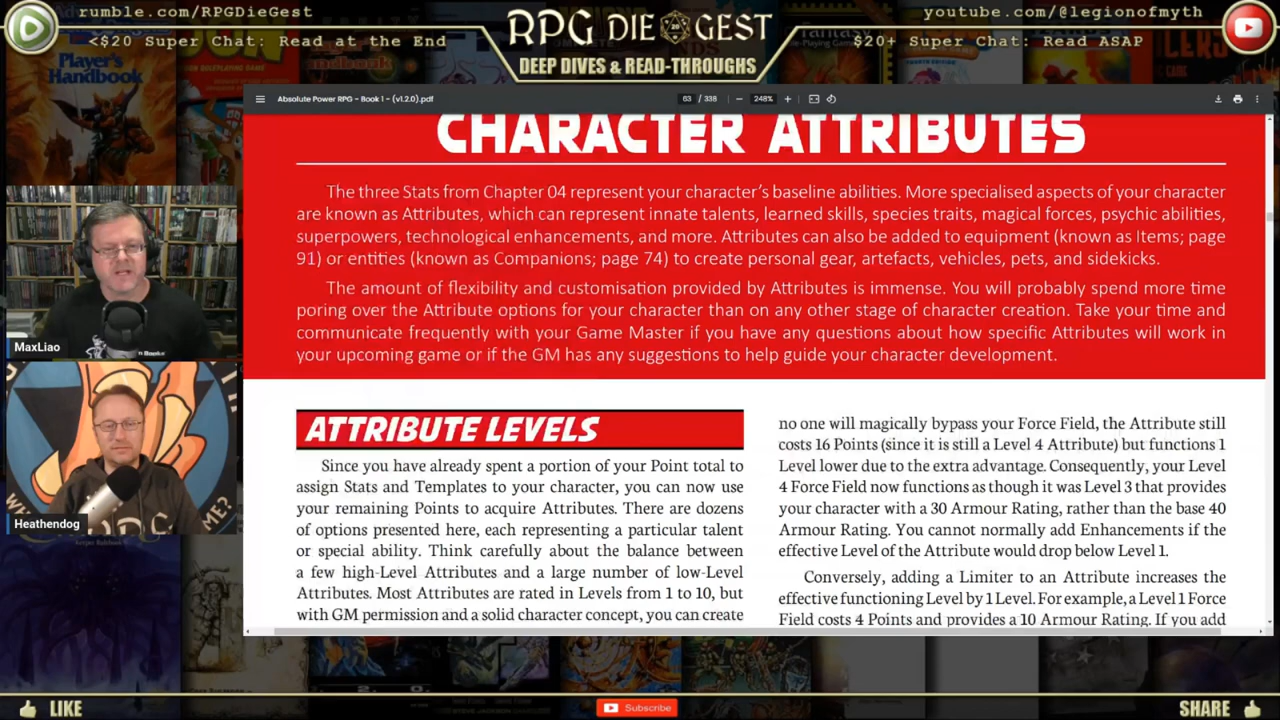 rumble.com/RPGDieGest
<$20 Super Chat: Read at the End
RPG DIE GEST
DEEP DIVES & READ-THROUGHS
youtube.com/@legionofmyth
$20+ Super Chat: Read ASAP
Player's
Handbook
Absolute Power RPG - Book 1 - (v1.2.0).pdf
63 / 338
248%
CHARACTER ATTRIBUTES
The three Stats from Chapter 04 represent your character's baseline abilities. More specialised aspects of your character
are known as Attributes, which can represent innate talents, learned skills, species traits, magical forces, psychic abilities,
superpowers, technological enhancements, and more. Attributes can also be added to equipment (known as Items; page
91) or entities (known as Companions; page 74) to create personal gear, artefacts, vehicles, pets, and sidekicks.
The amount of flexibility and customisation provided by Attributes is immense. You will probably spend more time
poring over the Attribute options for your character than on any other stage of character creation. Take your time and
communicate frequently with your Game Master if you have any questions about how specific Attributes will work in
your upcoming game or if the GM has any suggestions to help guide your character development.
ATTRIBUTE LEVELS
Since you have already spent a portion of your Point total to
assign Stats and Templates to your character, you can now use
your remaining Points to acquire Attributes. There are dozens
of options presented here, each representing a particular talent
or special ability. Think carefully about the balance between
a few high-Level Attributes and a large number of low-Level
Attributes. Most Attributes are rated in Levels from 1 to 10, but
with GM permission and a solid character concept, you can create
no one will magically bypass your Force Field, the Attribute still
costs 16 Points (since it is still a Level 4 Attribute) but functions 1
Level lower due to the extra advantage. Consequently, your Level
4 Force Field now functions as though it was Level 3 that provides
your character with a 30 Armour Rating, rather than the base 40
Armour Rating. You cannot normally add Enhancements if the
effective Level of the Attribute would drop below Level 1.
Conversely, adding a Limiter to an Attribute increases the
effective functioning Level by 1 Level. For example, a Level 1 Force
Field costs 4 Points and provides a 10 Armour Rating. If you add
MaxLiao
Heathendog
LIKE
Subscribe
SHARE